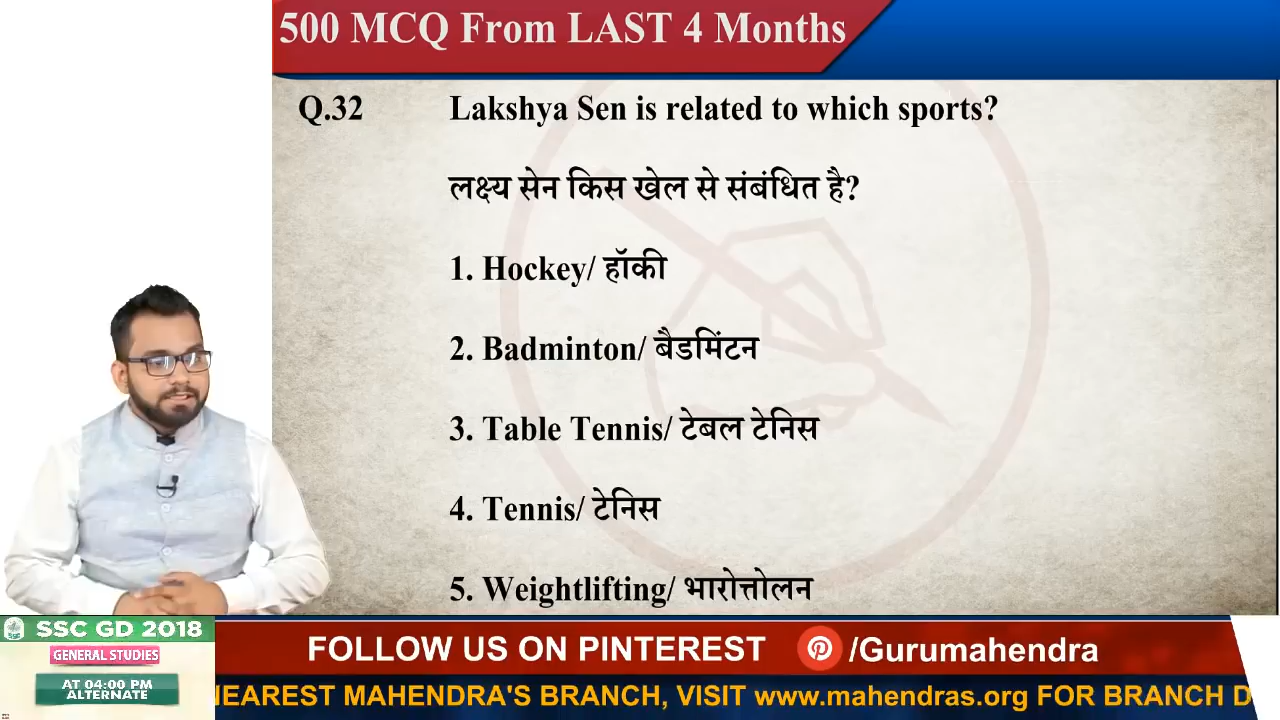 500 MCQ From LAST 4 Months
Q.32 Lakshya Sen is related to which sports?
लक्ष्य सेन किस खेल से संबंधित है?
1. Hockey/ हॉकी
2. Badminton/ बैडमिंटन
3. Table Tennis/ टेबल टेनिस
4. Tennis/ टेनिस
5. Weightlifting/ भारोत्तोलन
SSC GD 2018
GENERAL STUDIES
AT 04:00 PM
ALTERNATE
FOLLOW US ON PINTEREST /Gurumahendra
NEAREST MAHENDRA'S BRANCH, VISIT www.mahendras.org FOR BRANCH D